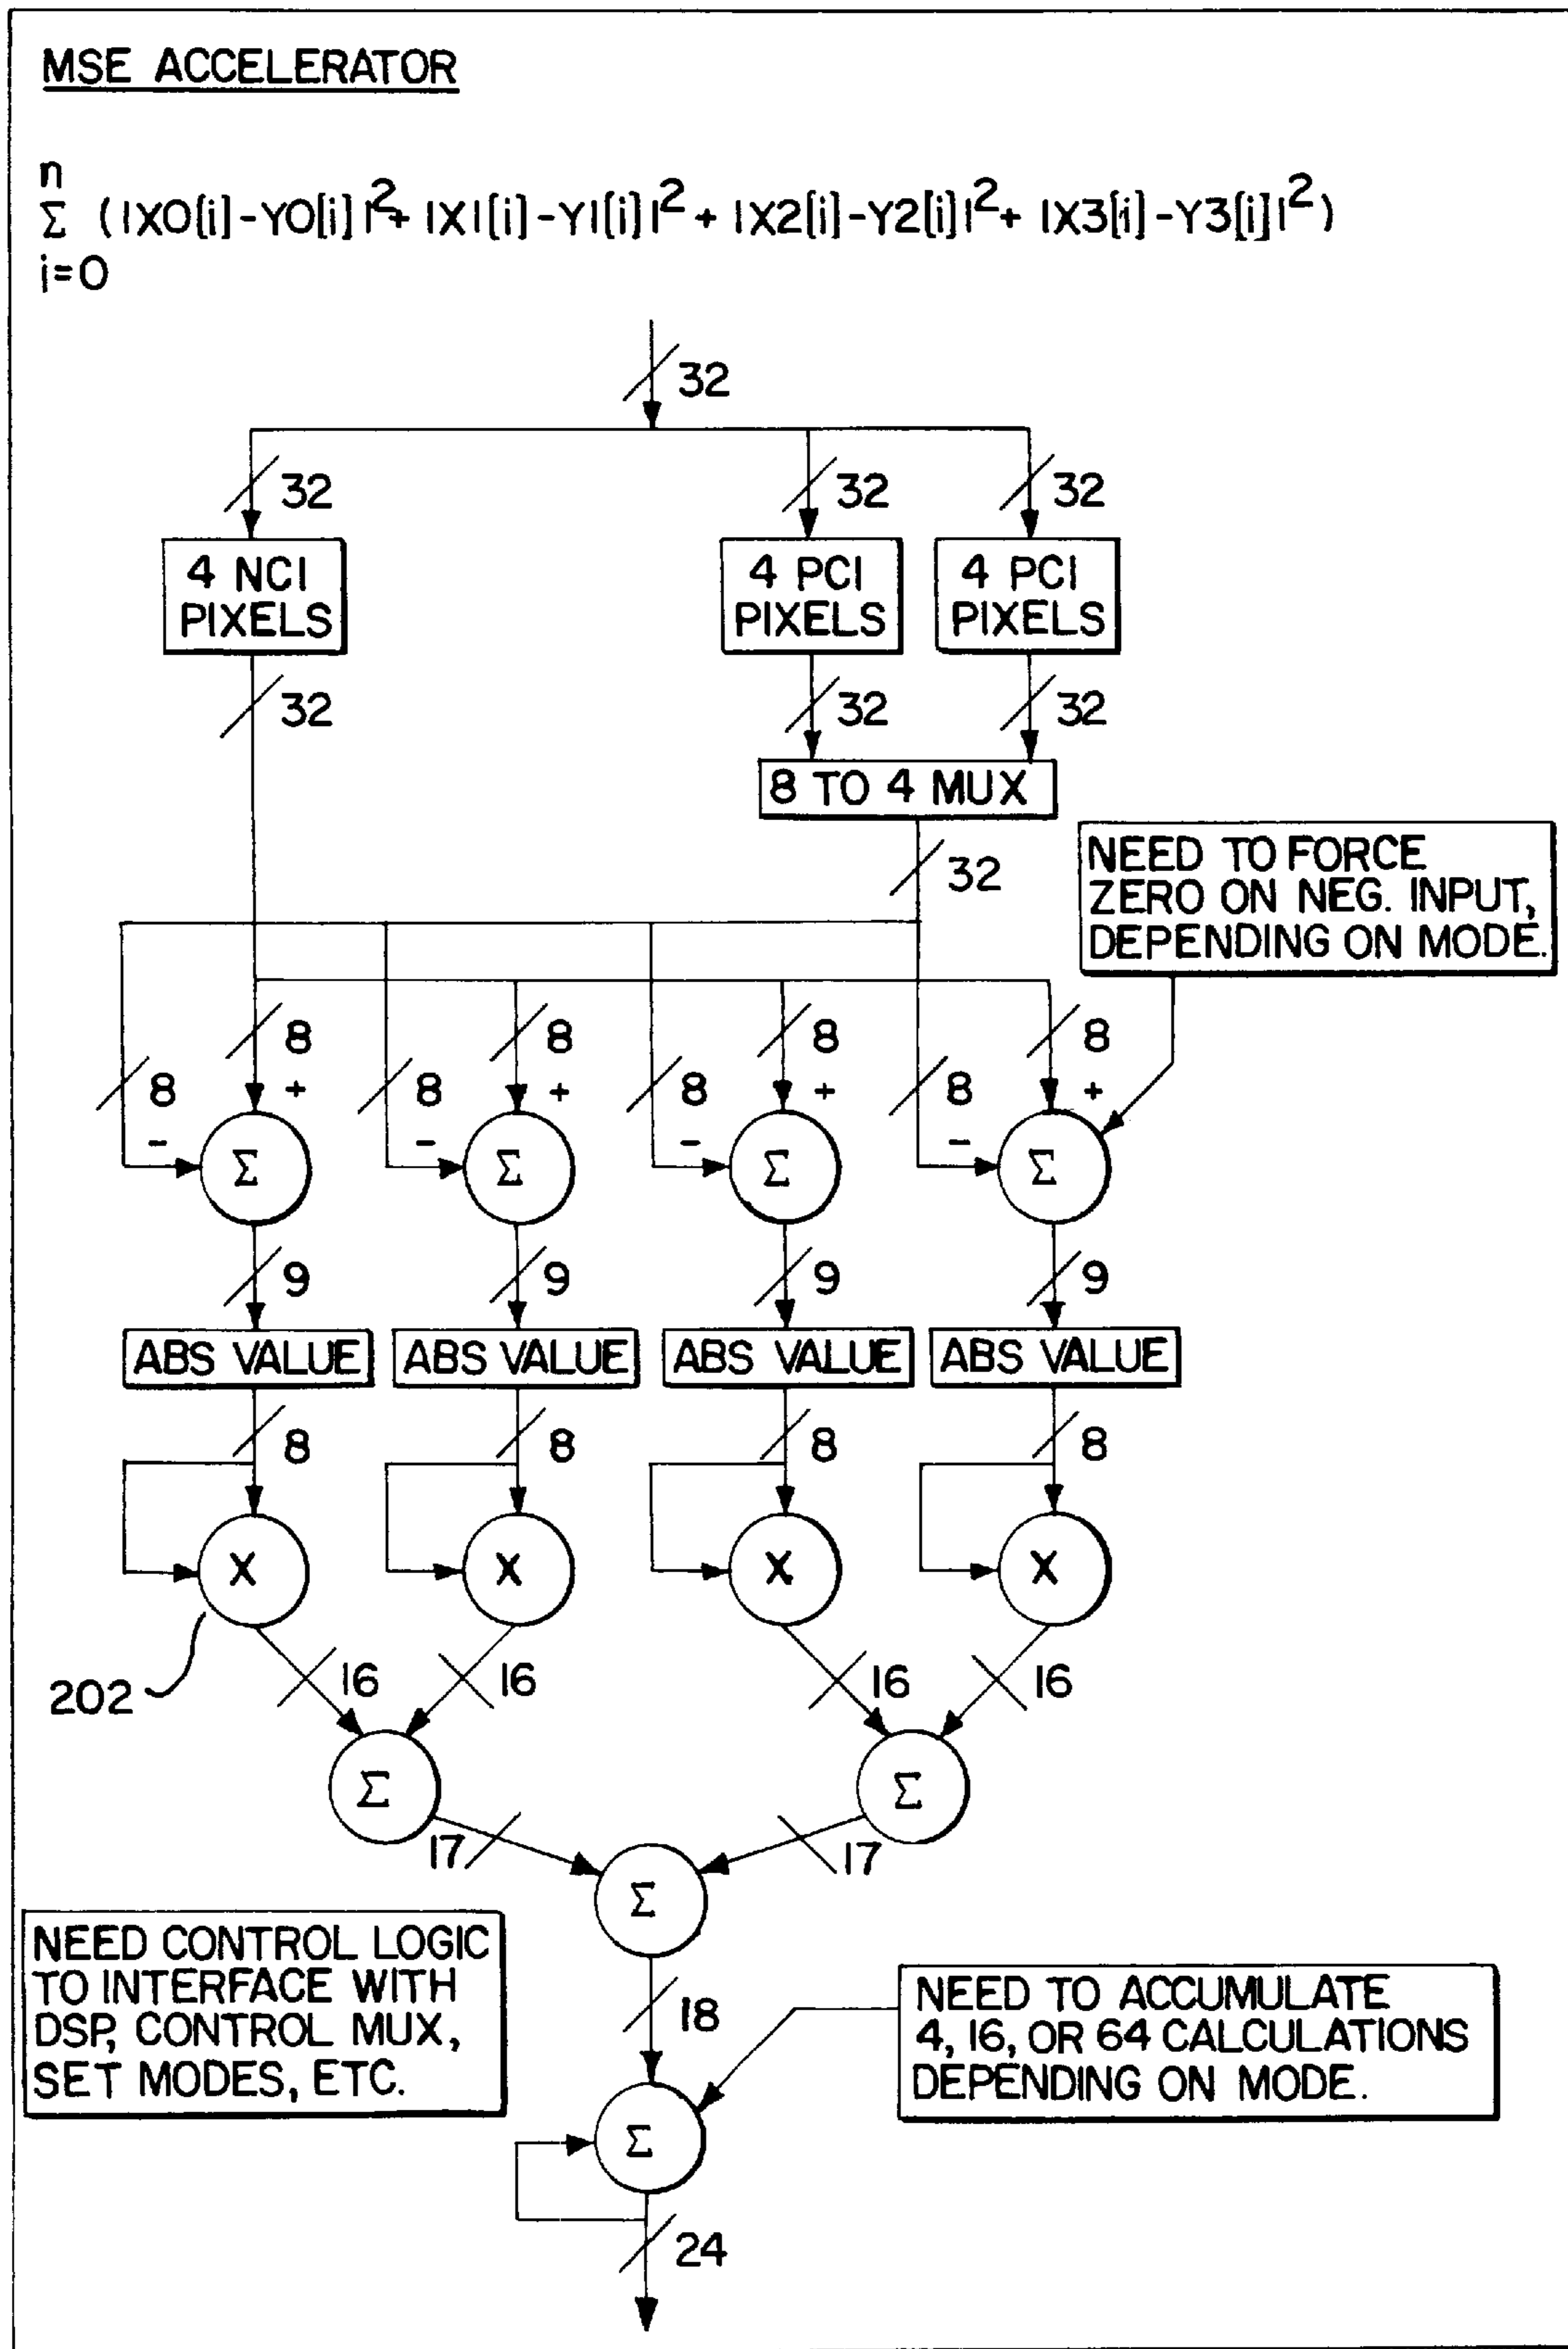 MSE ACCELERATOR
n
Σ (|X0[i]-Y0[i]|²+ |X1[i]-Y1[i]|²+ |X2[i]-Y2[i]|²+ |X3[i]-Y3[i]|²)
i=0
32
32 32 32
4 NCI PIXELS
4 PCI PIXELS
4 PCI PIXELS
32 32 32
8 TO 4 MUX
32
NEED TO FORCE
ZERO ON NEG. INPUT,
DEPENDING ON MODE.
8 8 8 8
8 + 8 + 8 + 8 +
- - - -
Σ Σ Σ Σ
9 9 9 9
ABS VALUE ABS VALUE ABS VALUE ABS VALUE
8 8 8 8
X X X X
202
16 16 16 16
Σ Σ
17 17
Σ
NEED CONTROL LOGIC
TO INTERFACE WITH
DSP, CONTROL MUX,
SET MODES, ETC.
18
NEED TO ACCUMULATE
4, 16, OR 64 CALCULATIONS
DEPENDING ON MODE.
Σ
24